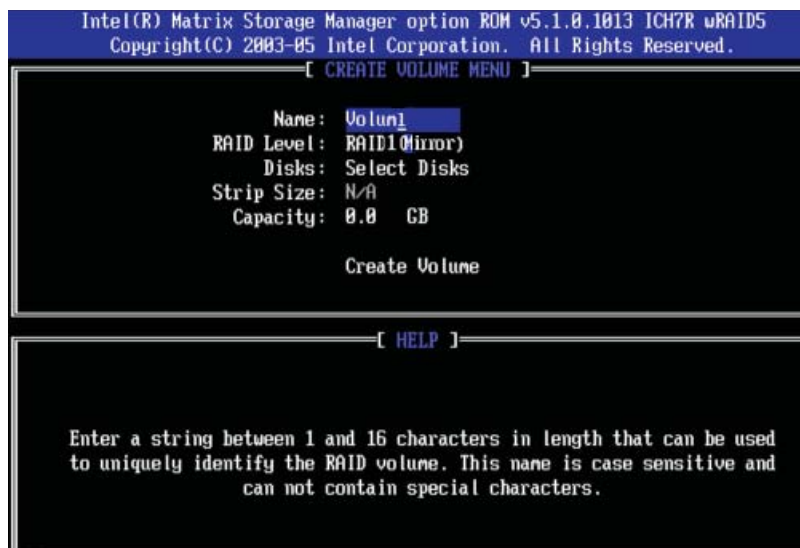 Intel(R) Matrix Storage Manager option ROM v5.1.0.1013 ICH7R wRAID5
Copyright(C) 2003-05 Intel Corporation. All Rights Reserved.
[ CREATE VOLUME MENU ]
Name: Volum1
RAID Level: RAID1(Mirror)
Disks: Select Disks
Strip Size: N/A
Capacity: 0.0 GB
Create Volume
[ HELP ]
Enter a string between 1 and 16 characters in length that can be used
to uniquely identify the RAID volume. This name is case sensitive and
can not contain special characters.